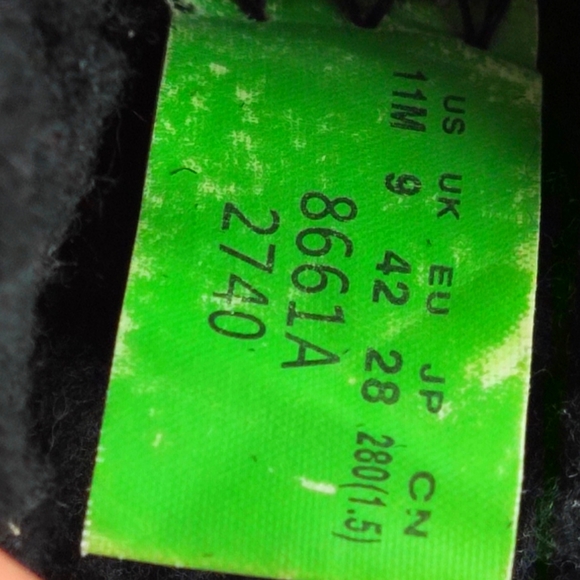 US UK EU JP CN
11M 9 42 28 280(1.5)
8661A
2740